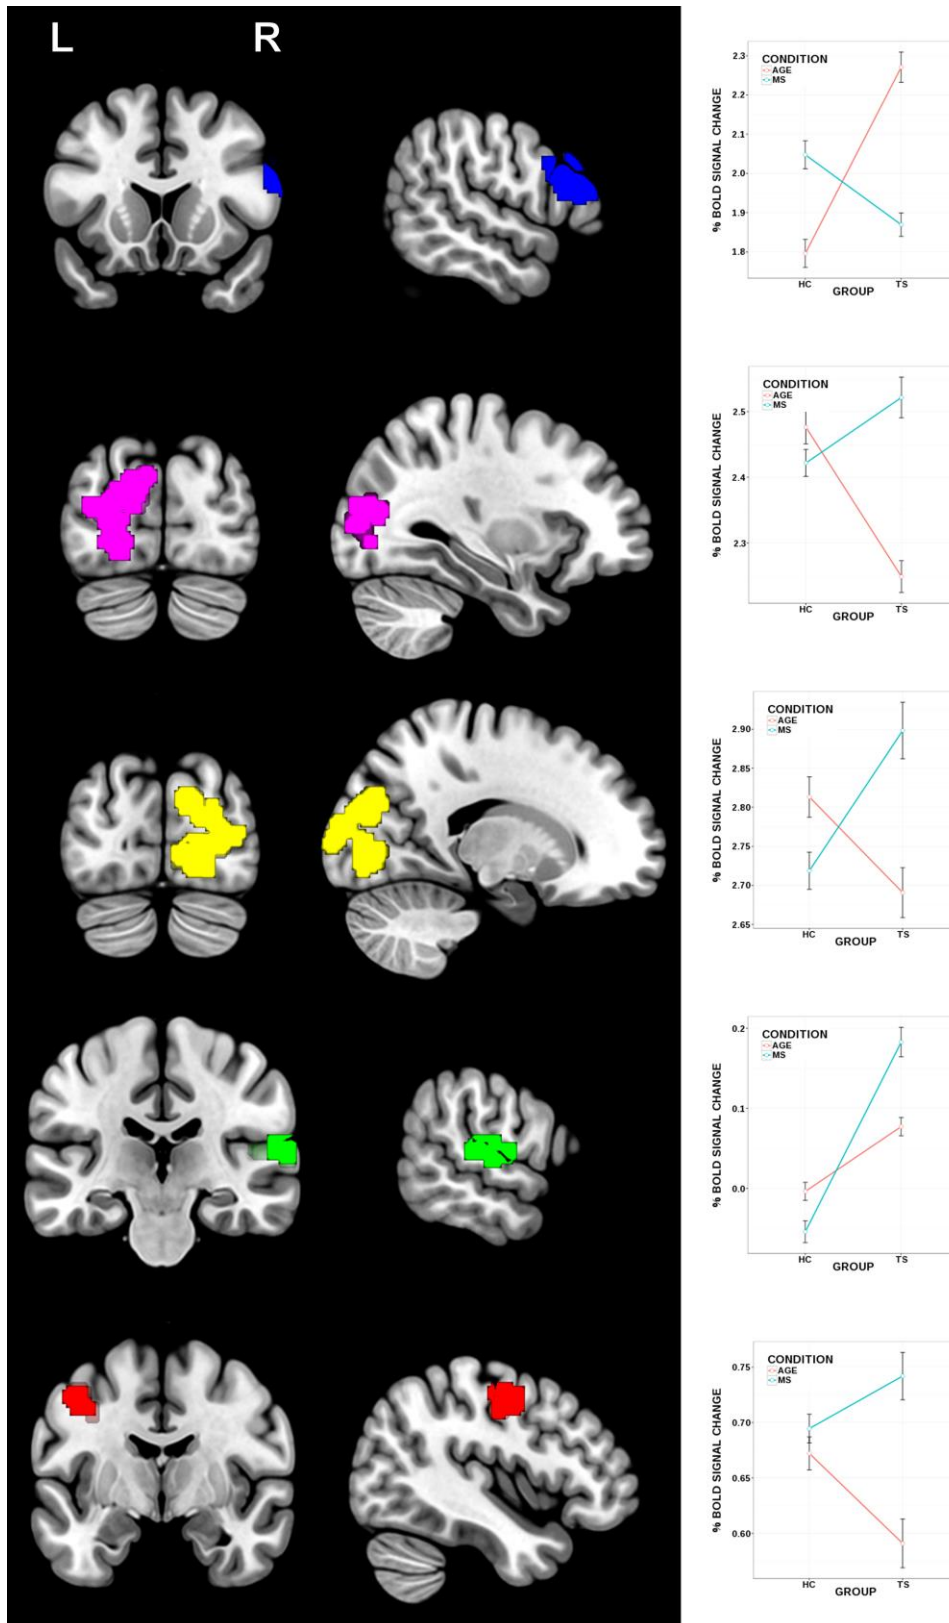 L R
CONDITION
AGE
MS
% BOLD SIGNAL CHANGE
2.3
2.2
2.1
2.0
1.9
1.8
HC TS
GROUP
CONDITION
AGE
MS
% BOLD SIGNAL CHANGE
2.5
2.4
2.3
HC TS
GROUP
CONDITION
AGE
MS
% BOLD SIGNAL CHANGE
2.90
2.85
2.80
2.75
2.70
2.65
HC TS
GROUP
CONDITION
AGE
MS
% BOLD SIGNAL CHANGE
0.2
0.1
0.0
HC TS
GROUP
CONDITION
AGE
MS
% BOLD SIGNAL CHANGE
0.75
0.70
0.65
0.60
HC TS
GROUP